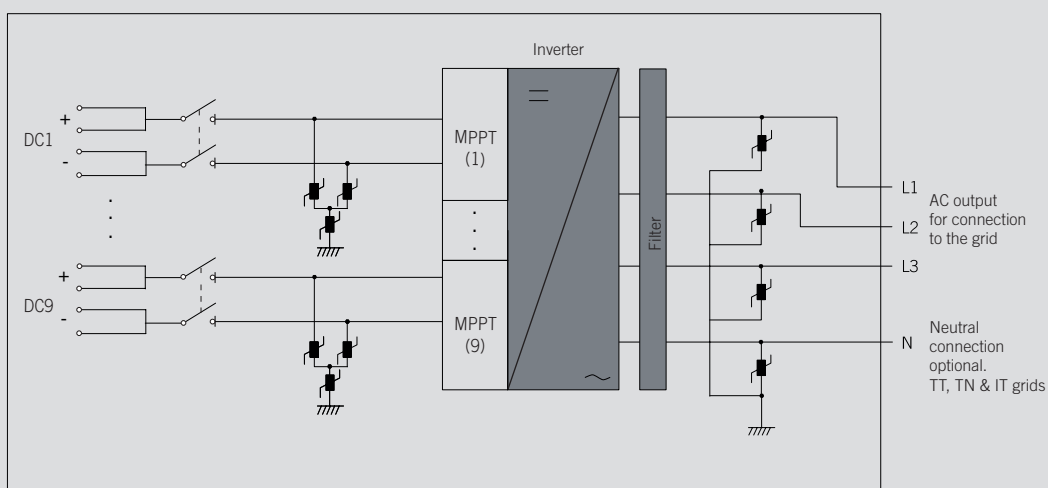 Inverter
DC1
+
-
MPPT
(1)
L1
AC output
for connection
to the grid
L2
L3
Filter
DC9
+
-
MPPT
(9)
N
Neutral
connection
optional.
TT, TN & IT grids